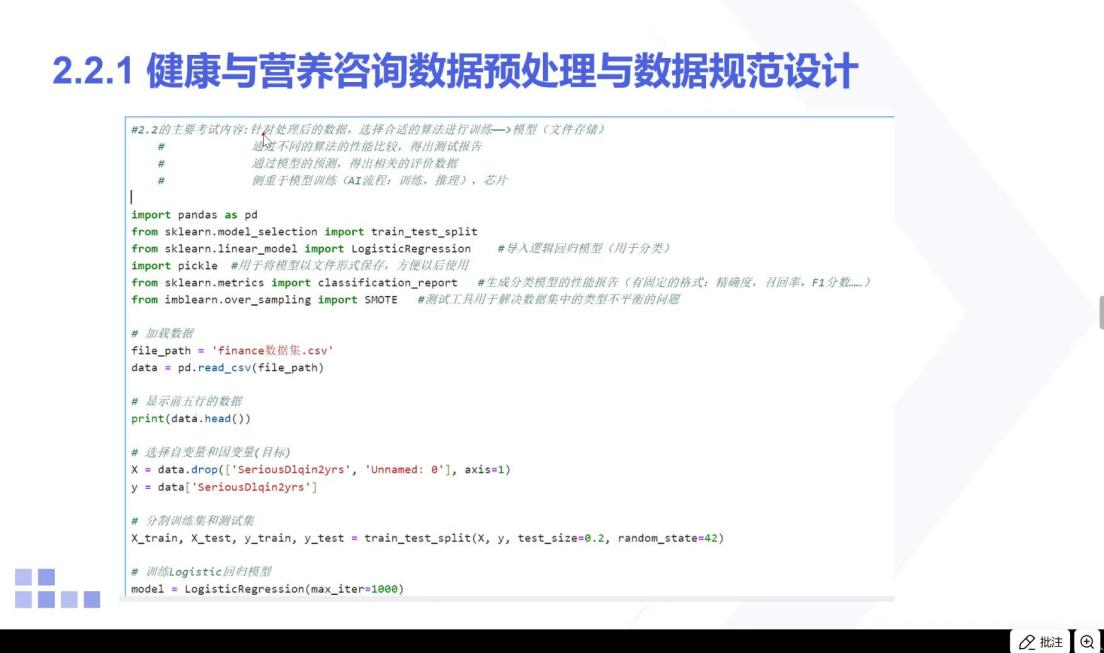 2.2.1 健康与营养咨询数据预处理与数据规范设计
#2.2的主要考试内容:针对处理后的数据，选择合适的算法进行训练——>模型（文件存储）
# 通过不同的算法的性能比较，得出测试报告
# 通过模型的预测，得出相关的评价数据
# 侧重于模型训练（AI流程：训练，推理），芯片
import pandas as pd
from sklearn.model_selection import train_test_split
from sklearn.linear_model import LogisticRegression #导入逻辑回归模型（用于分类）
import pickle #用于将模型以文件形式保存，方便以后使用
from sklearn.metrics import classification_report #生成分类模型的性能报告（有固定的格式：精确度，召回率，F1分数……）
from imblearn.over_sampling import SMOTE #测试工具用于解决数据集中的类型不平衡的问题
# 加载数据
file_path = 'finance数据集.csv'
data = pd.read_csv(file_path)
# 显示前五行的数据
print(data.head())
# 选择自变量和因变量(目标)
X = data.drop(['SeriousDlqin2yrs', 'Unnamed: 0'], axis=1)
y = data['SeriousDlqin2yrs']
# 分割训练集和测试集
X_train, X_test, y_train, y_test = train_test_split(X, y, test_size=0.2, random_state=42)
# 训练Logistic回归模型
model = LogisticRegression(max_iter=1000)
批注